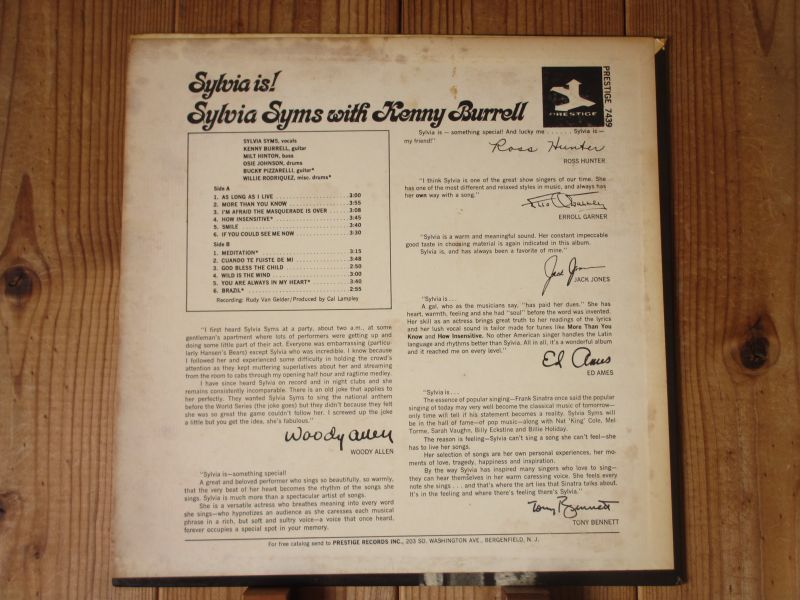 Sylvia is!
Sylvia Syms with Kenny Burrell
PRESTIGE
PRESTIGE 7439
SYLVIA SYMS, vocals
KENNY BURRELL, guitar
MILT HINTON, bass
OSIE JOHNSON, drums
BUCKY PIZZARELLI, guitar*
WILLIE RODRIQUEZ, misc. drums*
Side A
1. AS LONG AS I LIVE 3:00
2. MORE THAN YOU KNOW 3:55
3. I'M AFRAID THE MASQUERADE IS OVER 3:08
4. HOW INSENSITIVE* 3:45
5. SMILE 3:40
6. IF YOU COULD SEE ME NOW 3:30
Side B
1. MEDITATION* 3:15
2. CUANDO TE FUISTE DE MI 3:48
3. GOD BLESS THE CHILD 2:50
4. WILD IS THE WIND 3:00
5. YOU ARE ALWAYS IN MY HEART* 3:40
6. BRAZIL* 2:55
Recording: Rudy Van Gelder/Produced by Cal Lampley
"I first heard Sylvia Syms at a party, about two a.m., at some
gentleman's apartment where lots of performers were getting up and
doing some little part of their act. Everyone was embarrassing (particu-
larly Hansen's Bears) except Sylvia who was incredible. I know because
I followed her and experienced some difficulty in holding the crowd's
attention as they kept muttering superlatives about her and streaming
from the room to cabs through my opening half hour and ragtime medley.
I have since heard Sylvia on record and in night clubs and she
remains consistently incomparable. There is an old joke that applies to
her perfectly. They wanted Sylvia Syms to sing the national anthem
before the World Series (the joke goes) but they didn't because they felt
she was so great the game couldn't follow her. I screwed up the joke
a little but you get the idea, she's fabulous."
Woody Allen
WOODY ALLEN
"Sylvia is—something special!
A great and beloved performer who sings so beautifully, so warmly,
that the very beat of her heart becomes the rhythm of the songs she
sings. Sylvia is much more than a spectacular artist of songs.
She is a versatile actress who breathes meaning into every word
she sings—who hypnotizes an audience as she caresses each musical
phrase in a rich, but soft and sultry voice—a voice that once heard,
forever occupies a special spot in your memory.
Sylvia is — something special! And lucky me ...... Sylvia is —
my friend!"
Ross Hunter
ROSS HUNTER
"I think Sylvia is one of the great show singers of our time. She
has one of the most different and relaxed styles in music, and always has
her own way with a song."
Erroll Garner
ERROLL GARNER
"Sylvia is a warm and meaningful sound. Her constant impeccable
good taste in choosing material is again indicated in this album.
Sylvia is, and has always been a favorite of mine."
Jack Jones
JACK JONES
"Sylvia is . . .
A gal, who as the musicians say, "has paid her dues." She has
heart, warmth, feeling and she had "soul" before the word was invented.
Her skill as an actress brings great truth to her readings of the lyrics
and her lush vocal sound is tailor made for tunes like More Than You
Know and How Insensitive. No other American singer handles the Latin
language and rhythms better than Sylvia. All in all, it's a wonderful album
and it reached me on every level."
Ed Ames
ED AMES
"Sylvia is . . .
The essence of popular singing—Frank Sinatra once said the popular
singing of today may very well become the classical music of tomorrow—
only time will tell if his statement becomes a reality. Sylvia Syms will
be in the hall of fame—of pop music—along with Nat 'King' Cole, Mel
Torme, Sarah Vaughn, Billy Eckstine and Billie Holiday.
The reason is feeling—Sylvia can't sing a song she can't feel—she
has to live her songs.
Her selection of songs are her own personal experiences, her mo-
ments of love, tragedy, happiness and inspiration.
By the way Sylvia has inspired many singers who love to sing—
they can hear themselves in her warm caressing voice. She feels every
note she sings . . . and that's where the art lies that Sinatra talks about.
It's in the feeling and where there's feeling there's Sylvia."
Tony Bennett
TONY BENNETT
For free catalog send to PRESTIGE RECORDS INC., 203 SO. WASHINGTON AVE., BERGENFIELD, N. J.